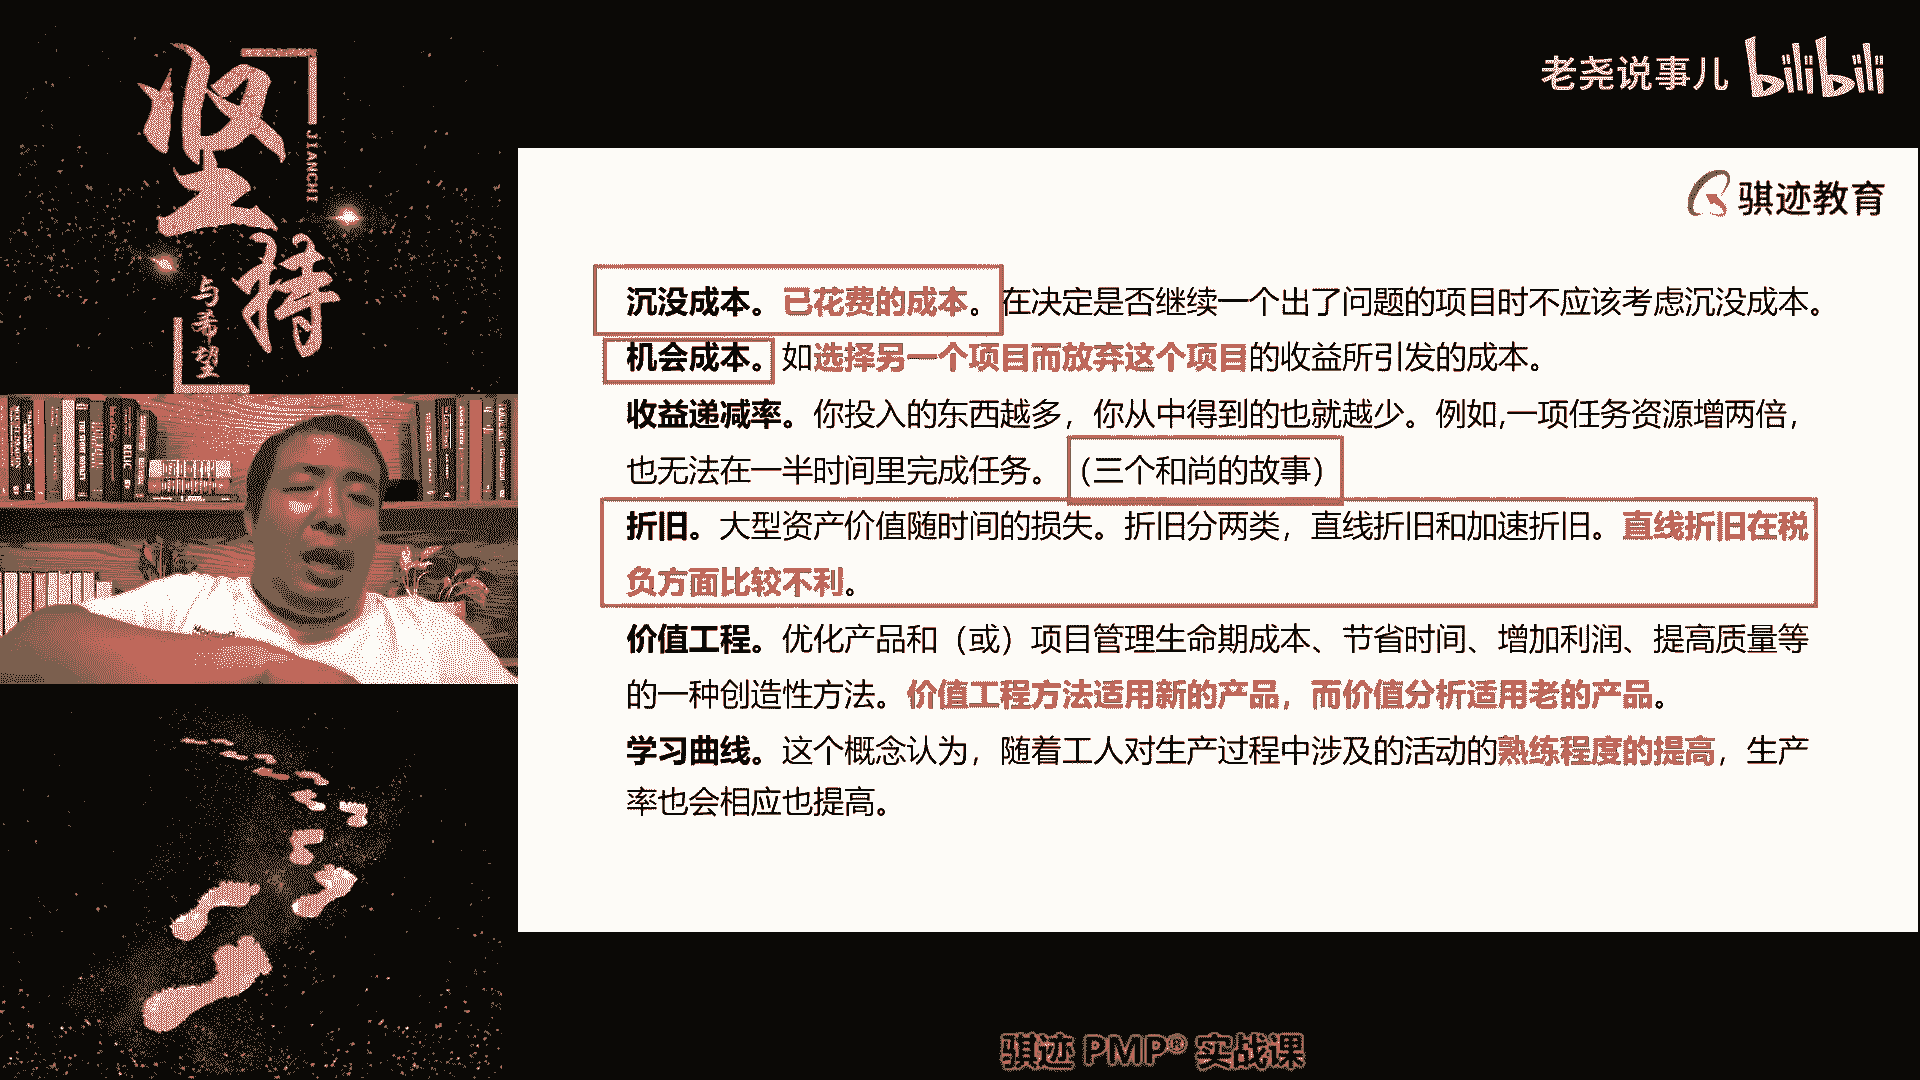 坚持
JIANCHI
与希望
老尧说事儿 bilibili
骐迹教育
沉没成本。已花费的成本。在决定是否继续一个出了问题的项目时不应该考虑沉没成本。
机会成本。如选择另一个项目而放弃这个项目的收益所引发的成本。
收益递减率。你投入的东西越多，你从中得到的也就越少。例如,一项任务资源增两倍，
也无法在一半时间里完成任务。（三个和尚的故事）
折旧。大型资产价值随时间的损失。折旧分两类，直线折旧和加速折旧。直线折旧在税
负方面比较不利。
价值工程。优化产品和（或）项目管理生命期成本、节省时间、增加利润、提高质量等
的一种创造性方法。价值工程方法适用新的产品，而价值分析适用老的产品。
学习曲线。这个概念认为，随着工人对生产过程中涉及的活动的熟练程度的提高，生产
率也会相应也提高。
骐迹 PMP® 实战课